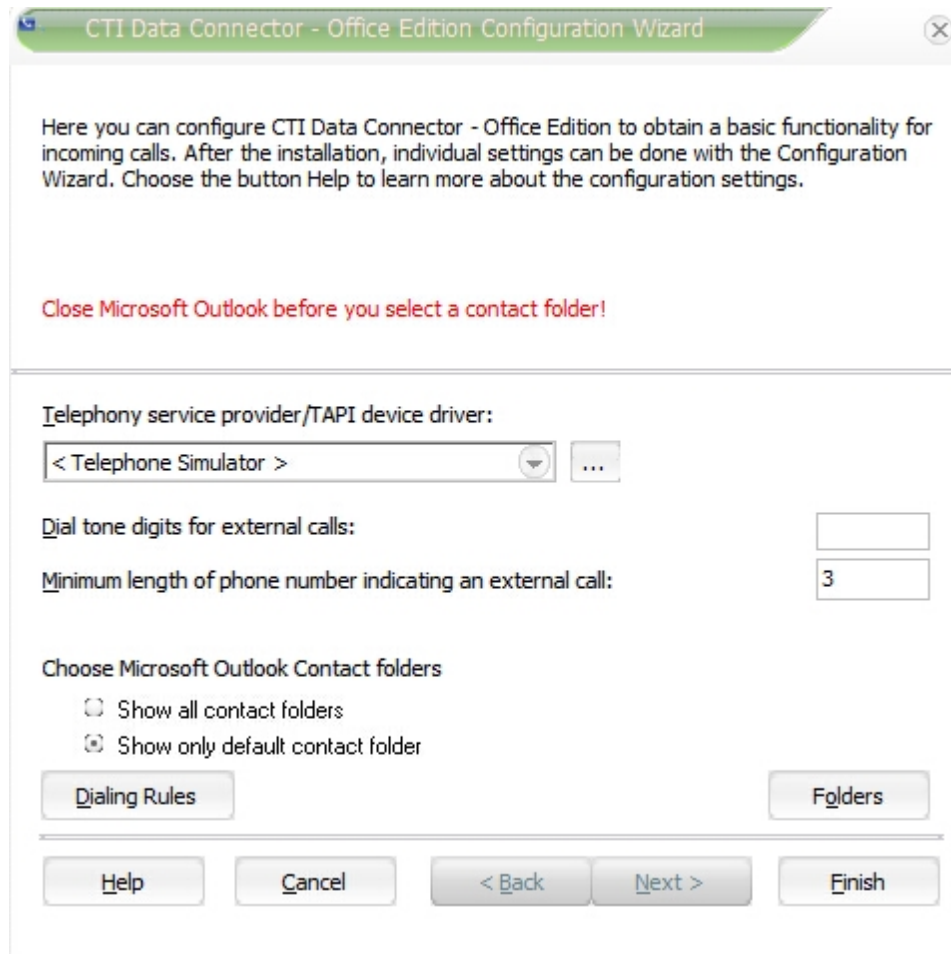 CTI Data Connector - Office Edition Configuration Wizard
Here you can configure CTI Data Connector - Office Edition to obtain a basic functionality for
incoming calls. After the installation, individual settings can be done with the Configuration
Wizard. Choose the button Help to learn more about the configuration settings.
Close Microsoft Outlook before you select a contact folder!
Telephony service provider/TAPI device driver:
< Telephone Simulator > ...
Dial tone digits for external calls:
Minimum length of phone number indicating an external call: 3
Choose Microsoft Outlook Contact folders
Show all contact folders
Show only default contact folder
Dialing Rules Folders
Help Cancel < Back Next > Finish